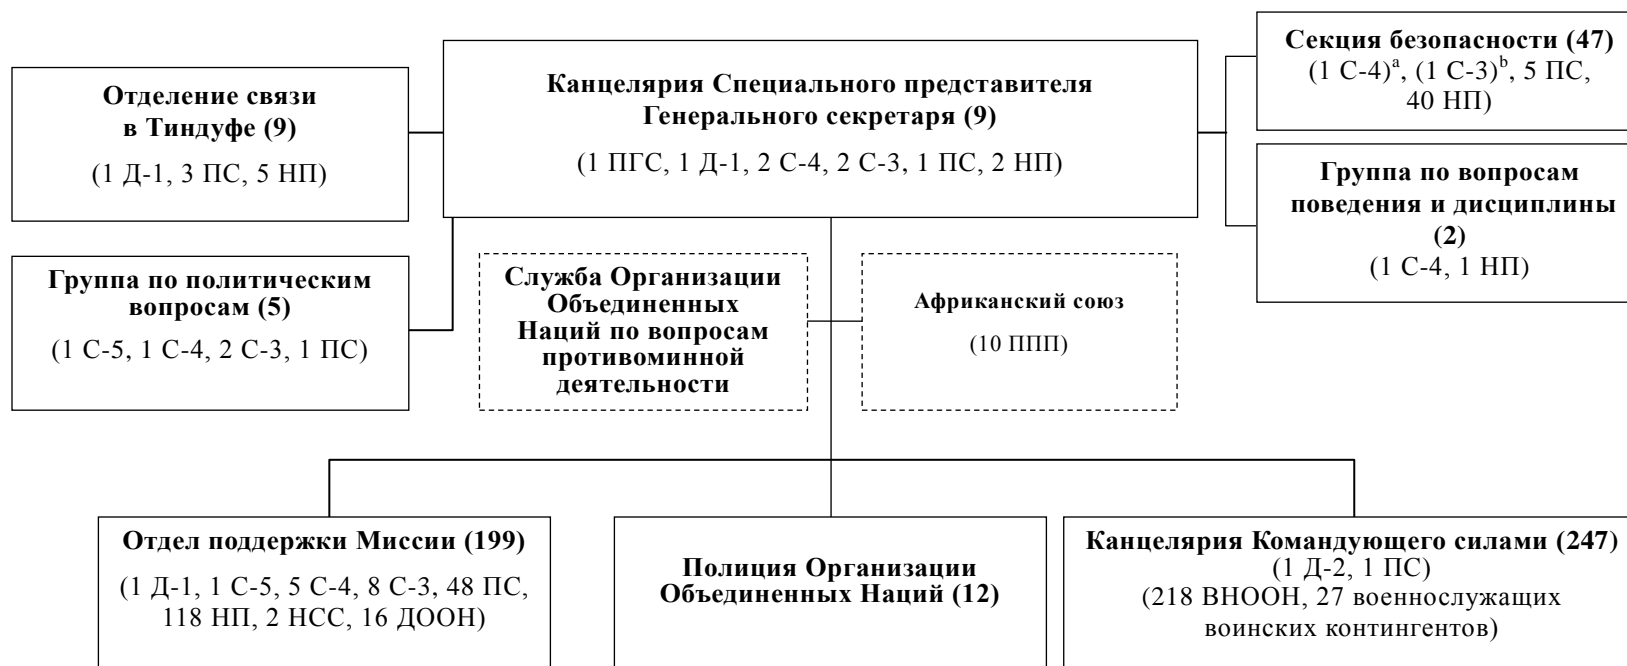 Отделение связи
в Тиндуфе (9)
(1 Д-1, 3 ПС, 5 НП)
Канцелярия Специального представителя
Генерального секретаря (9)
(1 ПГС, 1 Д-1, 2 С-4, 2 С-3, 1 ПС, 2 НП)
Секция безопасности (47)
(1 С-4)ᵃ, (1 С-3)ᵇ, 5 ПС,
40 НП)
Группа по вопросам
поведения и дисциплины
(2)
(1 С-4, 1 НП)
Группа по политическим
вопросам (5)
(1 С-5, 1 С-4, 2 С-3, 1 ПС)
Служба Организации
Объединенных
Наций по вопросам
противоминной
деятельности
Африканский союз
(10 ППП)
Отдел поддержки Миссии (199)
(1 Д-1, 1 С-5, 5 С-4, 8 С-3, 48 ПС,
118 НП, 2 НСС, 16 ДООН)
Полиция Организации
Объединенных Наций (12)
Канцелярия Командующего силами (247)
(1 Д-2, 1 ПС)
(218 ВНООН, 27 военнослужащих
воинских контингентов)